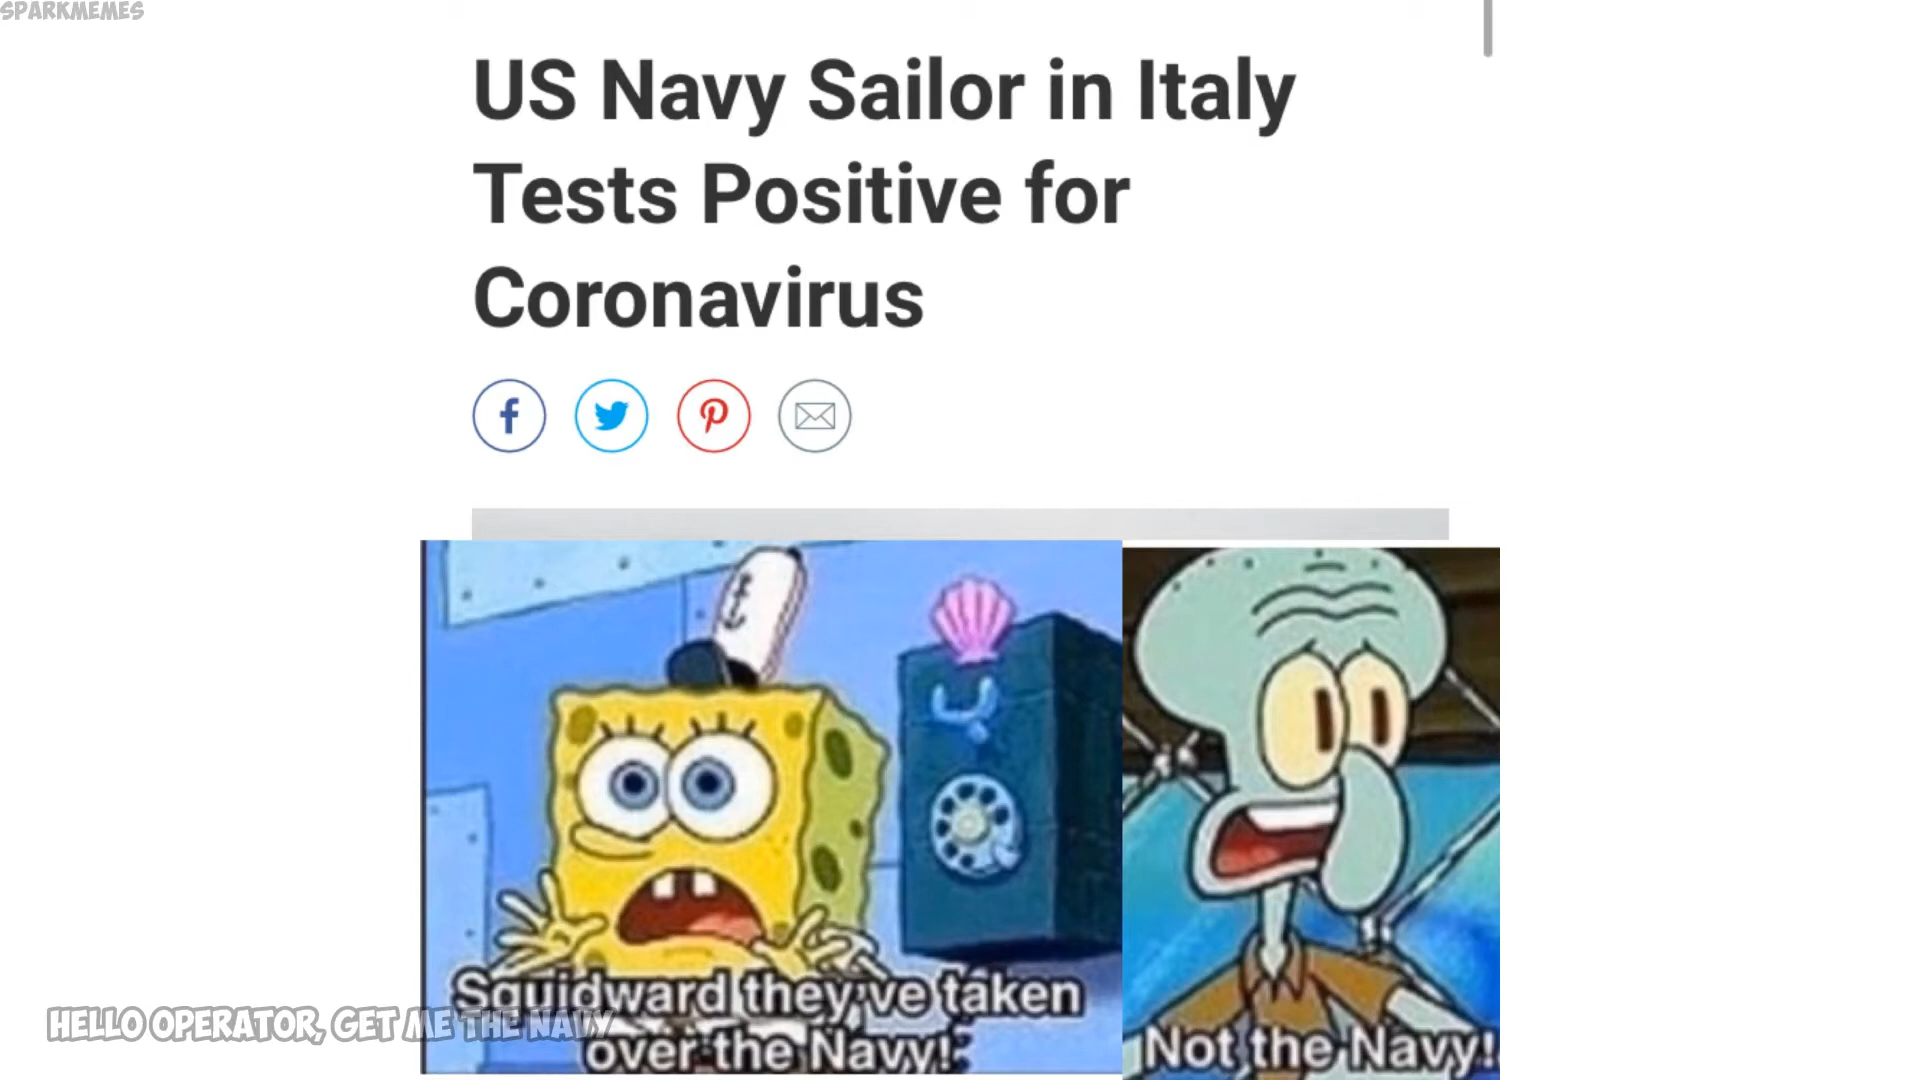 SPARKMEMES
US Navy Sailor in Italy
Tests Positive for
Coronavirus
Squidward they've taken
over the Navy!
Not the Navy!
HELLO OPERATOR, GET ME THE NAVY